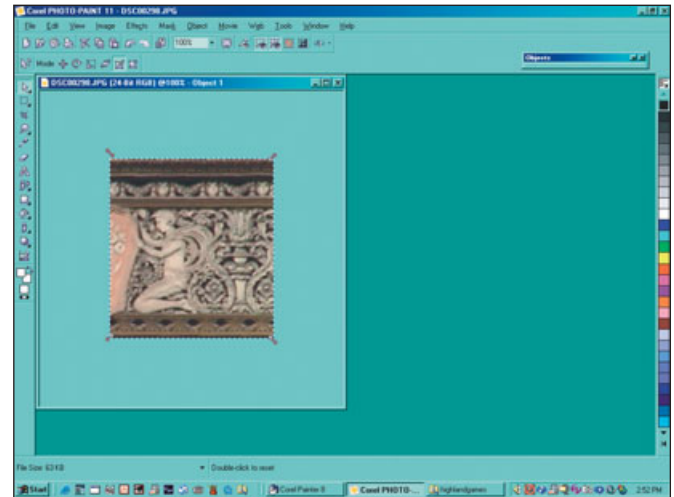 Corel PHOTO-PAINT 11 - DSC00298.JPG
File Edit View Image Effects Mask Object Movie Web Tools Window Help
100%
Mode
Objects
DSC00298.JPG (24-Bit RGB) @100% - Object 1
File Size: 63 KB
Double-click to reset
Start
Corel Painter 8
Corel PHOTO-...
highlandgames
2:52 PM